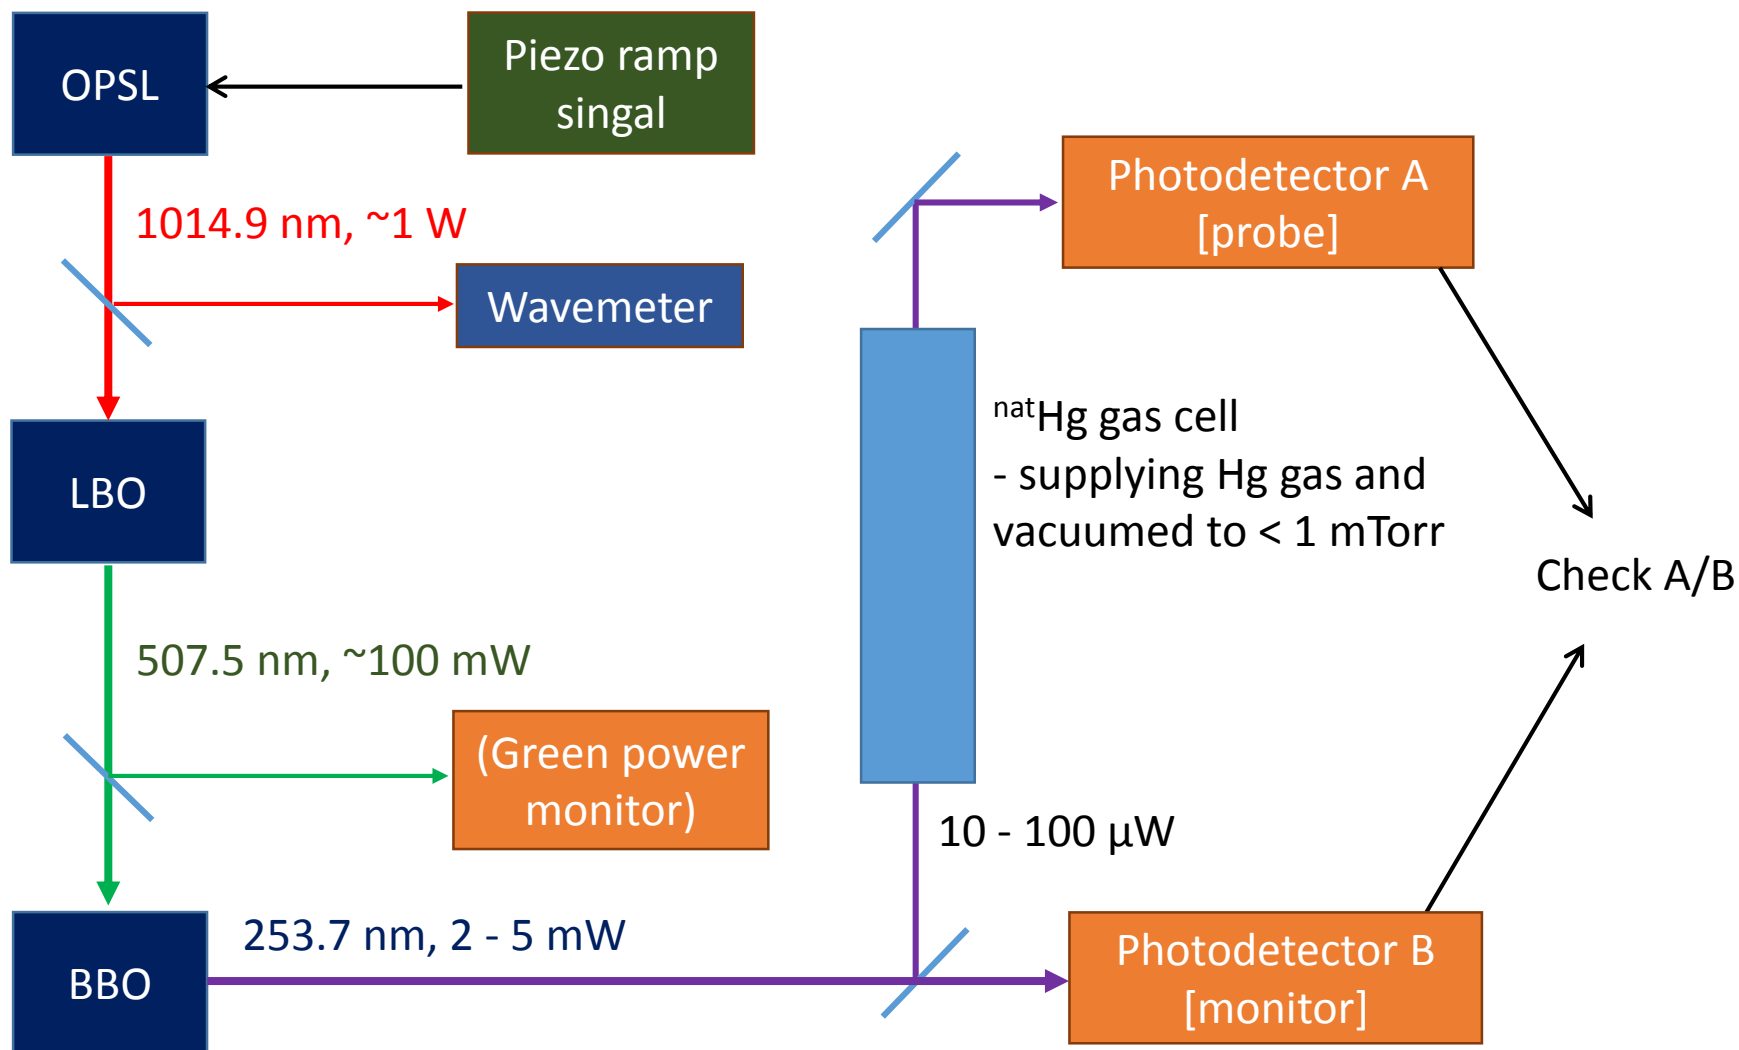 OPSL
Piezo ramp
singal
1014.9 nm, ~1 W
Wavemeter
LBO
507.5 nm, ~100 mW
(Green power
monitor)
BBO
253.7 nm, 2 - 5 mW
Photodetector A
[probe]
natHg gas cell
- supplying Hg gas and
vacuumed to < 1 mTorr
Check A/B
10 - 100 µW
Photodetector B
[monitor]